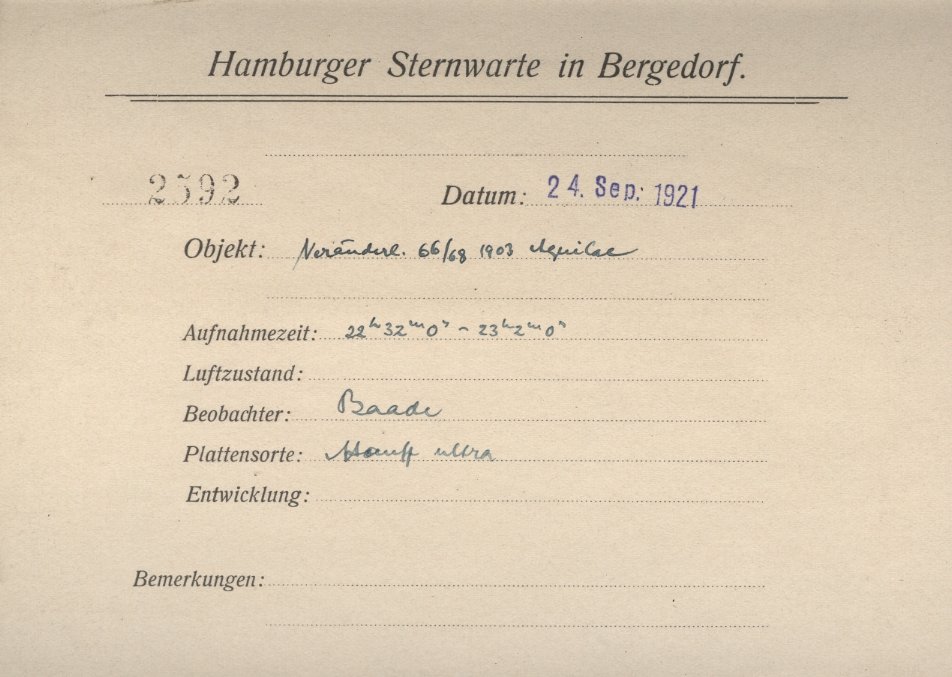 Hamburger Sternwarte in Bergedorf.
2592 Datum: 24. Sep. 1921
Objekt: Veränderl. 66/68 1903 Aquilae
Aufnahmezeit: 22ʰ32ᵐ0ˢ – 23ʰ2ᵐ0ˢ
Luftzustand:
Beobachter: Baade
Plattensorte: Hauff ultra
Entwicklung:
Bemerkungen: